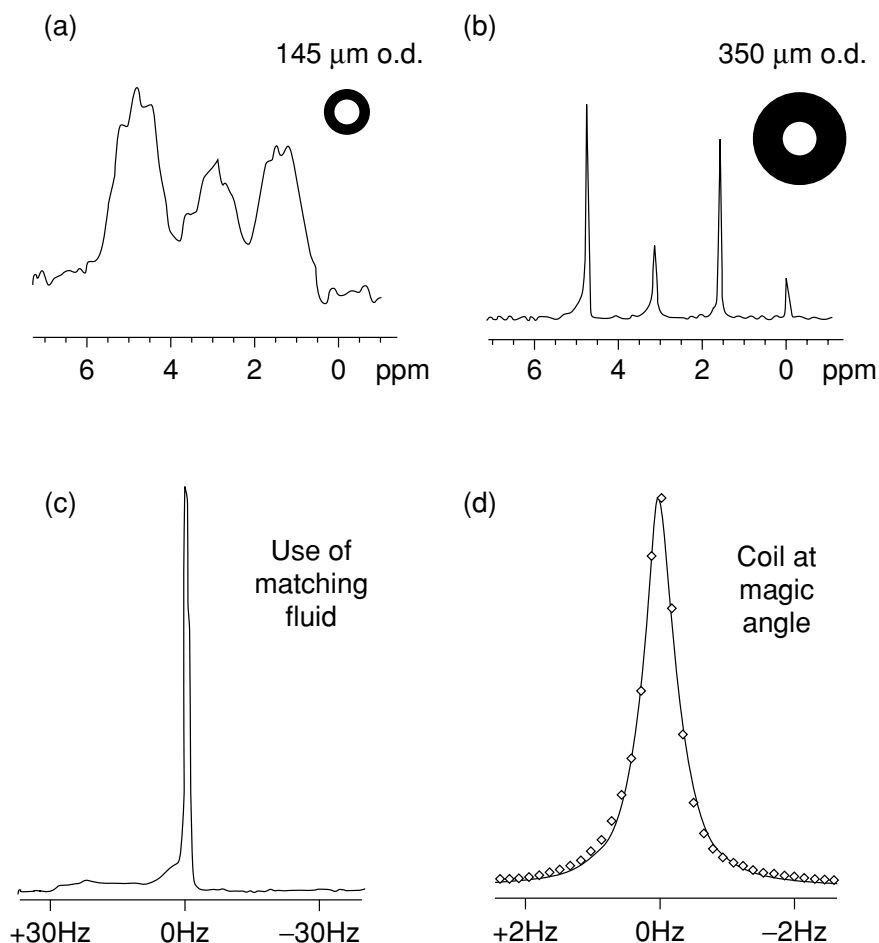 (a)
145 μm o.d.
6 4 2 0 ppm
(b)
350 μm o.d.
6 4 2 0 ppm
(c)
Use of
matching
fluid
+30Hz 0Hz −30Hz
(d)
Coil at
magic
angle
+2Hz 0Hz −2Hz